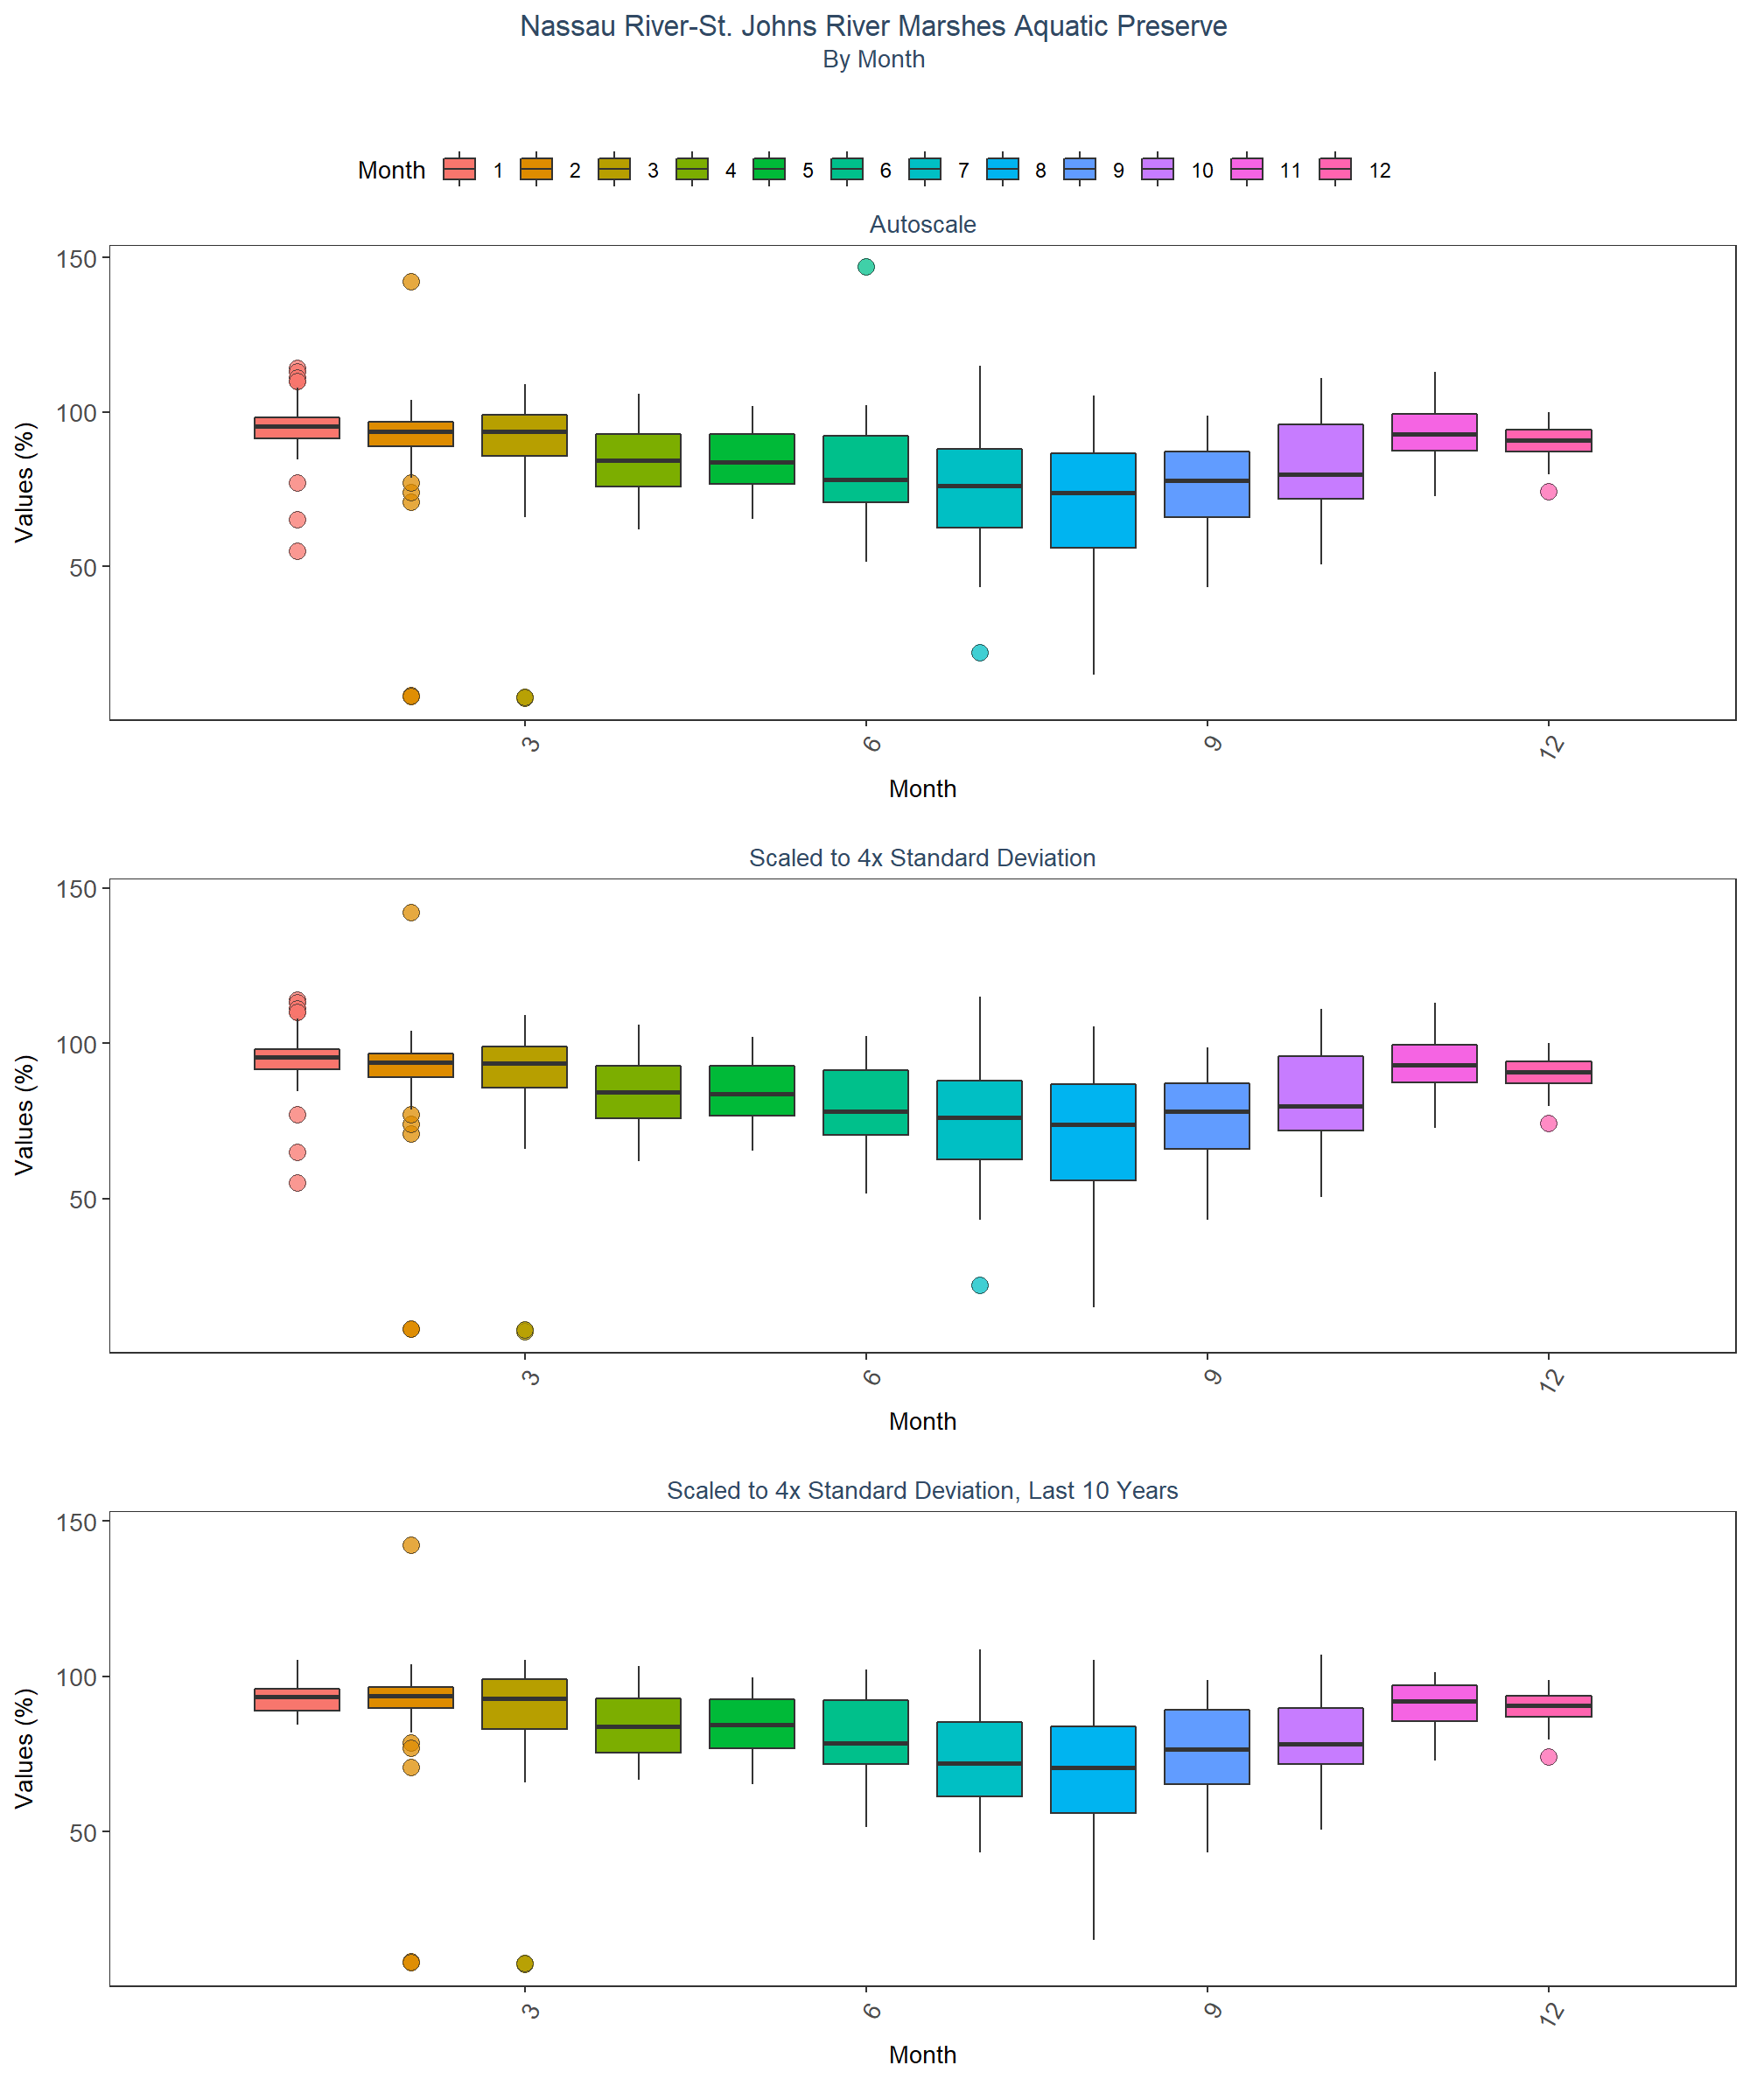 Nassau River-St. Johns River Marshes Aquatic Preserve
By Month
Month 1 2 3 4 5 6 7 8 9 10 11 12
Autoscale
150
100
50
Values (%)
3 6 9 12
Month
Scaled to 4x Standard Deviation
150
100
50
Values (%)
3 6 9 12
Month
Scaled to 4x Standard Deviation, Last 10 Years
150
100
50
Values (%)
3 6 9 12
Month